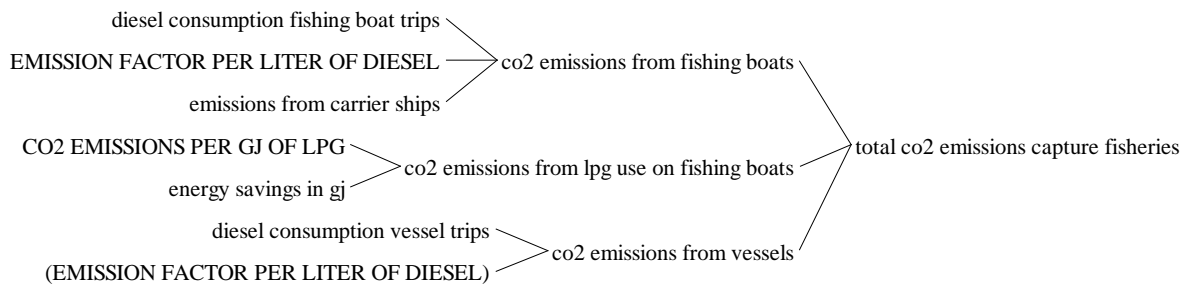 diesel consumption fishing boat trips
EMISSION FACTOR PER LITER OF DIESEL
emissions from carrier ships
co2 emissions from fishing boats
CO2 EMISSIONS PER GJ OF LPG
energy savings in gj
co2 emissions from lpg use on fishing boats
diesel consumption vessel trips
(EMISSION FACTOR PER LITER OF DIESEL)
co2 emissions from vessels
total co2 emissions capture fisheries